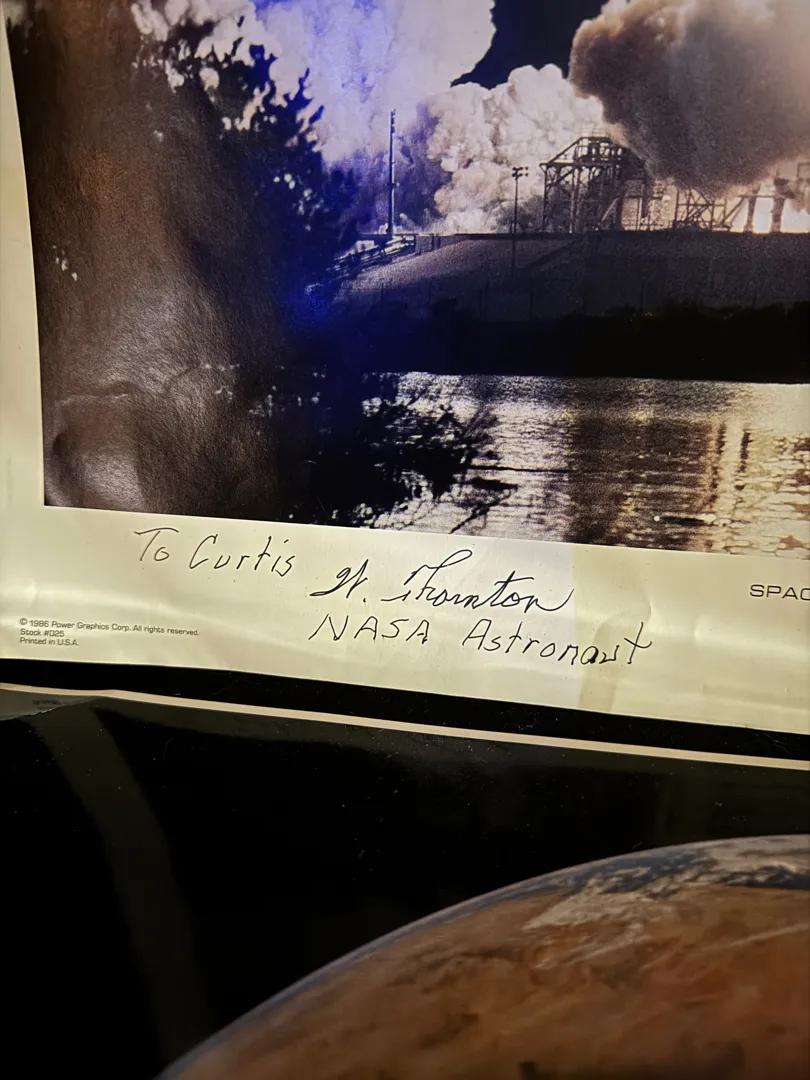 To Curtis
W. Thornton
NASA Astronaut
SPAC
© 1986 Power Graphics Corp. All rights reserved.
Stock #025
Printed in U.S.A.